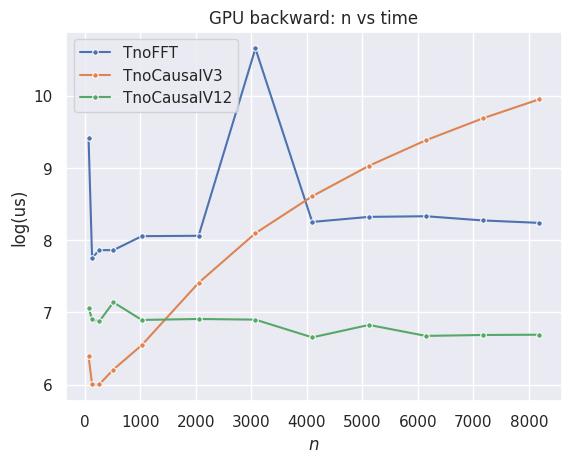 GPU backward: n vs time
TnoFFT
TnoCausalV3
TnoCausalV12
log(us)
10
9
8
7
6
0 1000 2000 3000 4000 5000 6000 7000 8000
n